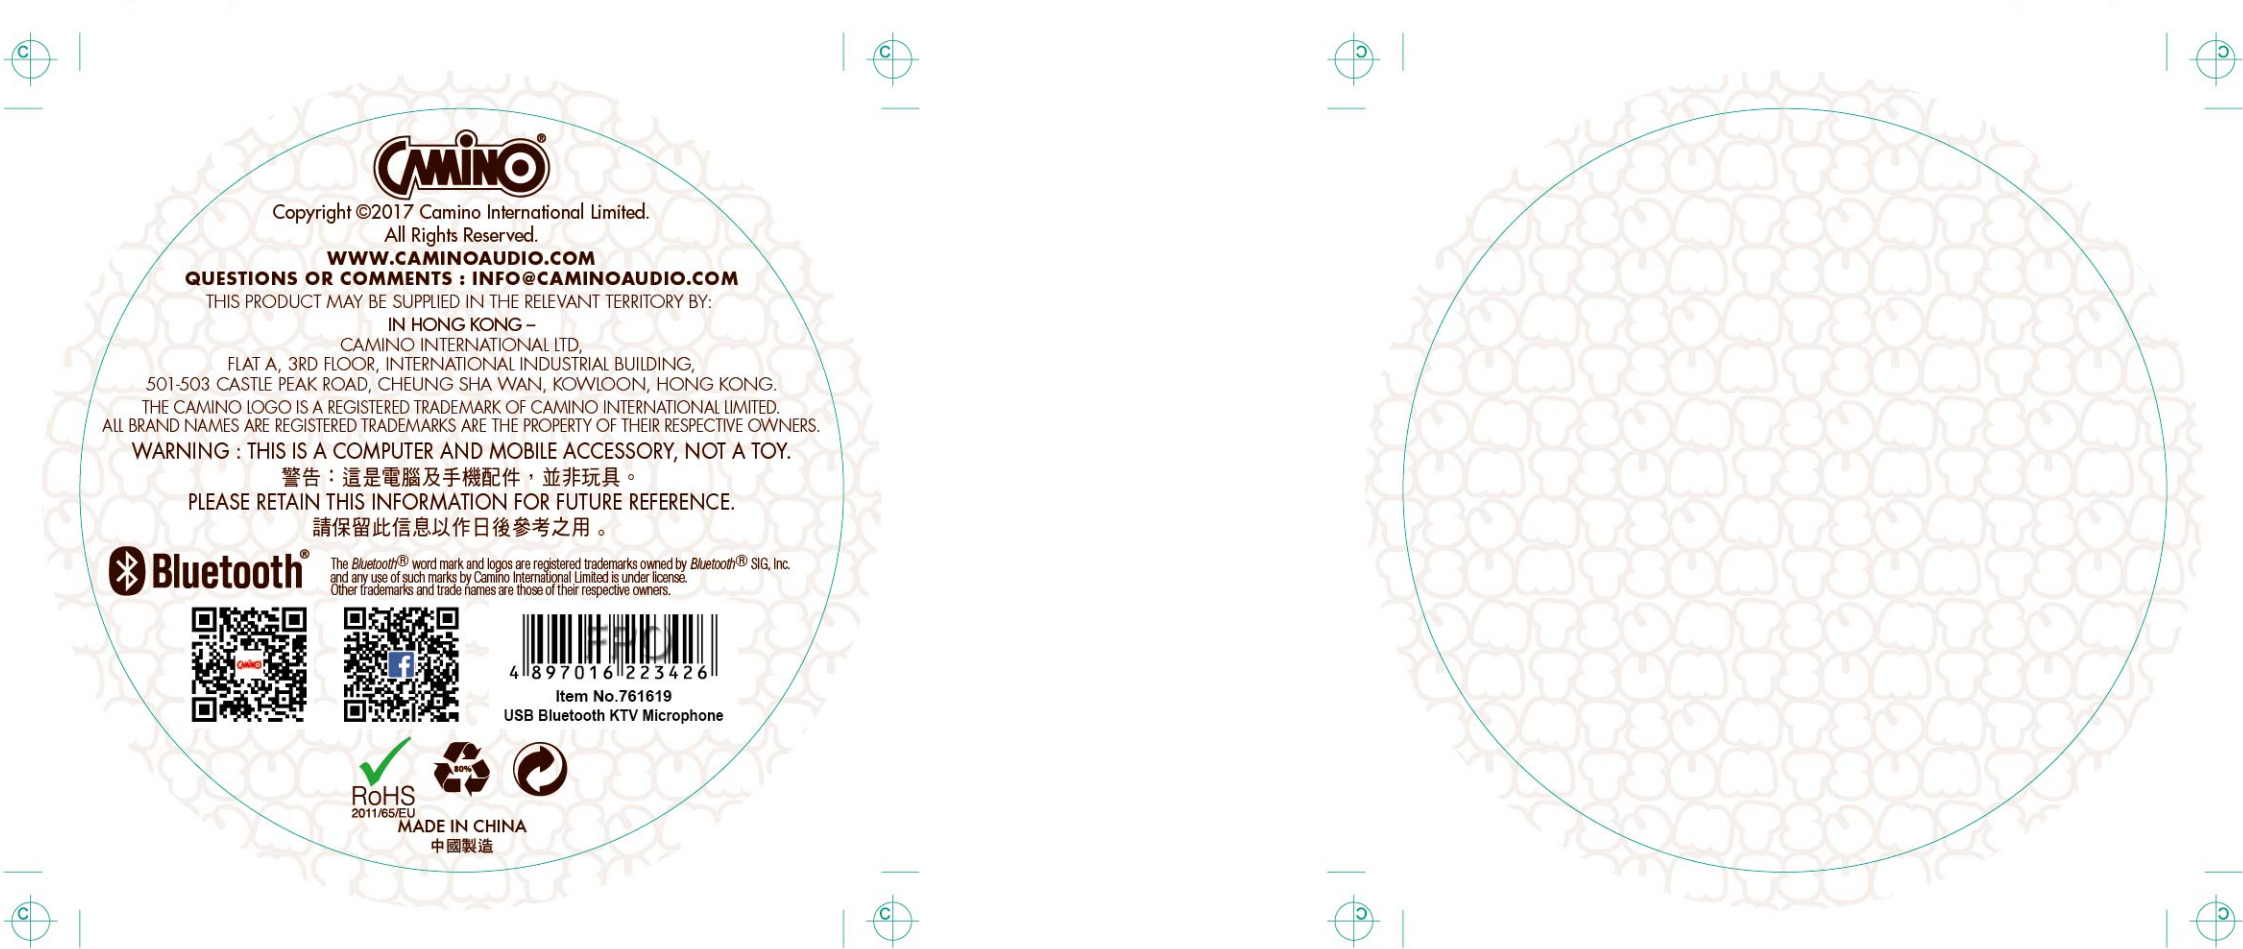 C C C C
CAMINO®
Copyright ©2017 Camino International Limited.
All Rights Reserved.
WWW.CAMINOAUDIO.COM
QUESTIONS OR COMMENTS : INFO@CAMINOAUDIO.COM
THIS PRODUCT MAY BE SUPPLIED IN THE RELEVANT TERRITORY BY:
IN HONG KONG –
CAMINO INTERNATIONAL LTD,
FLAT A, 3RD FLOOR, INTERNATIONAL INDUSTRIAL BUILDING,
501-503 CASTLE PEAK ROAD, CHEUNG SHA WAN, KOWLOON, HONG KONG.
THE CAMINO LOGO IS A REGISTERED TRADEMARK OF CAMINO INTERNATIONAL LIMITED.
ALL BRAND NAMES ARE REGISTERED TRADEMARKS ARE THE PROPERTY OF THEIR RESPECTIVE OWNERS.
WARNING : THIS IS A COMPUTER AND MOBILE ACCESSORY, NOT A TOY.
警告：這是電腦及手機配件，並非玩具。
PLEASE RETAIN THIS INFORMATION FOR FUTURE REFERENCE.
請保留此信息以作日後參考之用。
Bluetooth®
The Bluetooth® word mark and logos are registered trademarks owned by Bluetooth® SIG, Inc.
and any use of such marks by Camino International Limited is under license.
Other trademarks and trade names are those of their respective owners.
CAMINO
f
FPO
4 897016 223426
Item No.761619
USB Bluetooth KTV Microphone
80%
RoHS
2011/65/EU
MADE IN CHINA
中國製造
C C C C